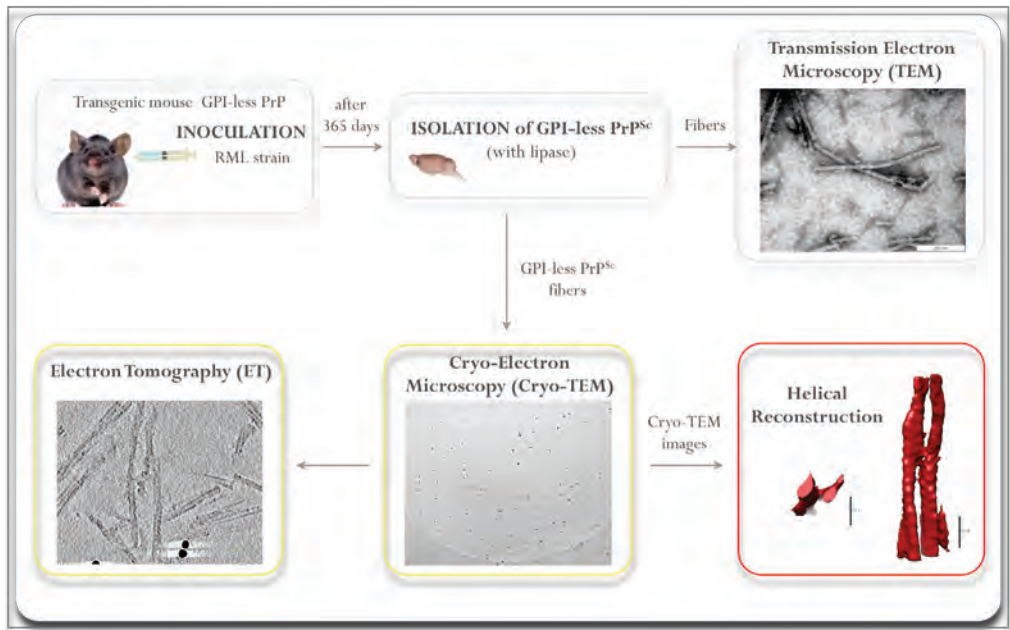 Transgenic mouse GPI-less PrP
INOCULATION
RML strain
after
365 days
ISOLATION of GPI-less PrPSc
(with lipase)
Fibers
Transmission Electron
Microscopy (TEM)
GPI-less PrPSc
fibers
Electron Tomography (ET)
Cryo-Electron
Microscopy (Cryo-TEM)
Cryo-TEM
images
Helical
Reconstruction